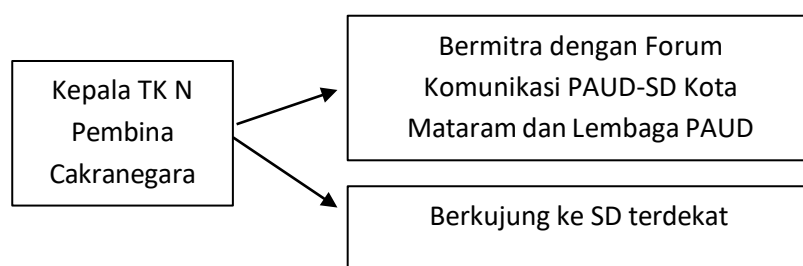 Kepala TK N
Pembina
Cakranegara
Bermitra dengan Forum
Komunikasi PAUD-SD Kota
Mataram dan Lembaga PAUD
Berkujung ke SD terdekat